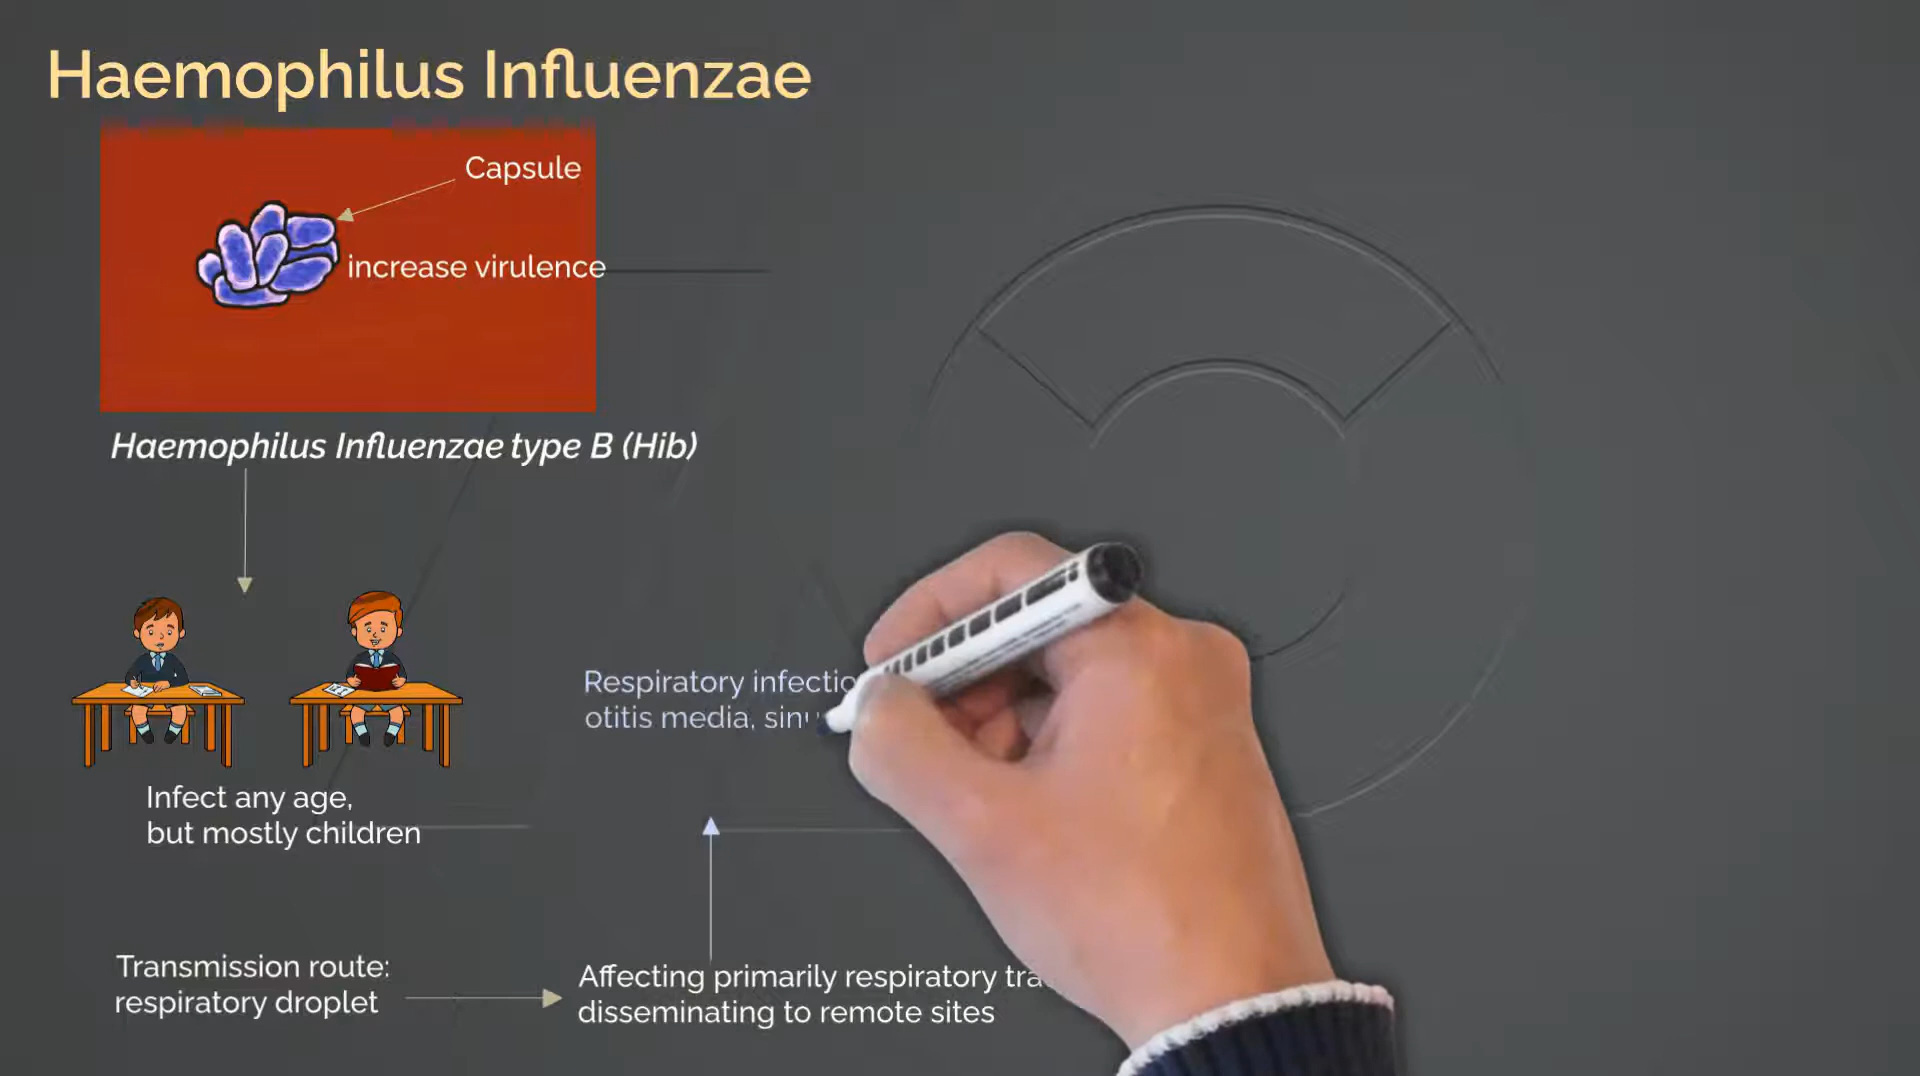 Haemophilus Influenzae
Capsule
increase virulence
Haemophilus Influenzae type B (Hib)
Infect any age,
but mostly children
Respiratory
otitis media,
Transmission route:
respiratory droplet
Affecting primarily respiratory
disseminating to remote sites